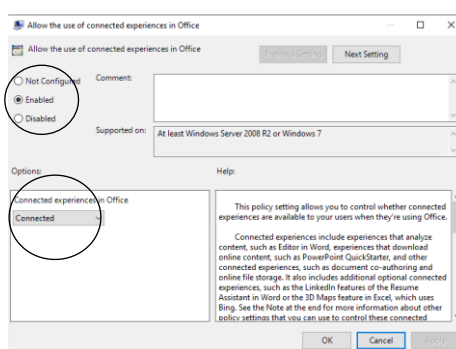 Allow the use of connected experiences in Office
Allow the use of connected experiences in Office
Previous Setting
Next Setting
Not Configured
Comment:
Enabled
Disabled
Supported on:
At least Windows Server 2008 R2 or Windows 7
Options:
Help:
Connected experiences in Office
Connected
This policy setting allows you to control whether connected
experiences are available to your users when they're using Office.
Connected experiences include experiences that analyze
content, such as Editor in Word, experiences that download
online content, such as PowerPoint QuickStarter, and other
connected experiences, such as document co-authoring and
online file storage. It also includes additional optional connected
experiences, such as the LinkedIn features of the Resume
Assistant in Word or the 3D Maps feature in Excel, which uses
Bing. See the Note at the end for more information about other
policy settings that you can use to control these connected
OK
Cancel
Apply